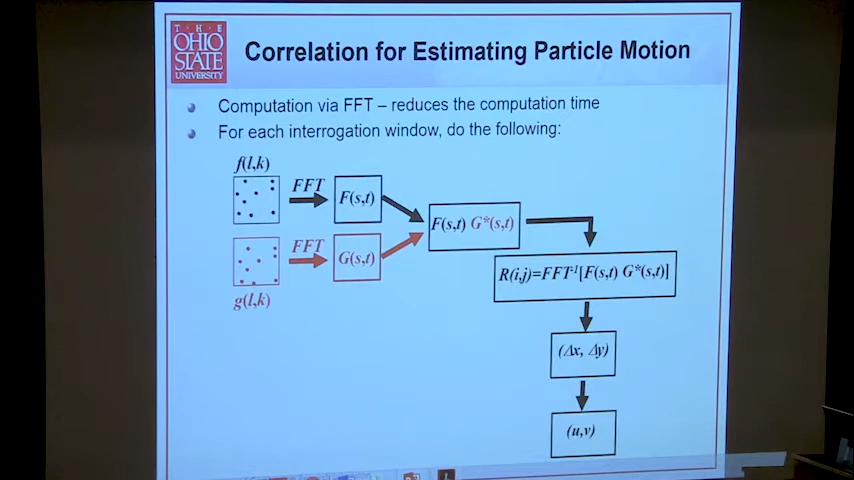 T · H · E
OHIO
STATE
UNIVERSITY
Correlation for Estimating Particle Motion
Computation via FFT – reduces the computation time
For each interrogation window, do the following:
f(l,k)
FFT
F(s,t)
F(s,t) G*(s,t)
FFT
G(s,t)
g(l,k)
R(i,j)=FFT⁻¹[F(s,t) G*(s,t)]
(Δx, Δy)
(u,v)